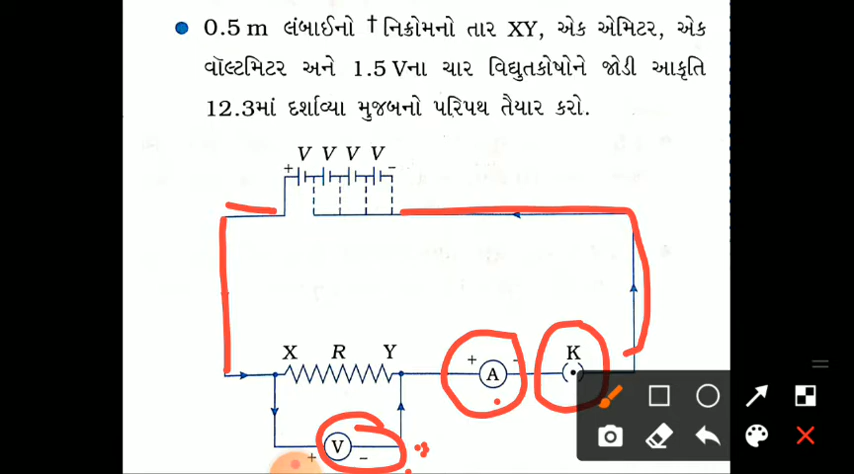 ● 0.5 m લંબાઈનો † નિક્રોમનો તાર XY, એક એમિટર, એક
વૉલ્ટમિટર અને 1.5 Vના ચાર વિદ્યુતકોષોને જોડી આકૃતિ
12.3માં દર્શાવ્યા મુજબનો પરિપથ તૈયાર કરો.
V V V V
+ –
X R Y
+ A –
K
+ V –